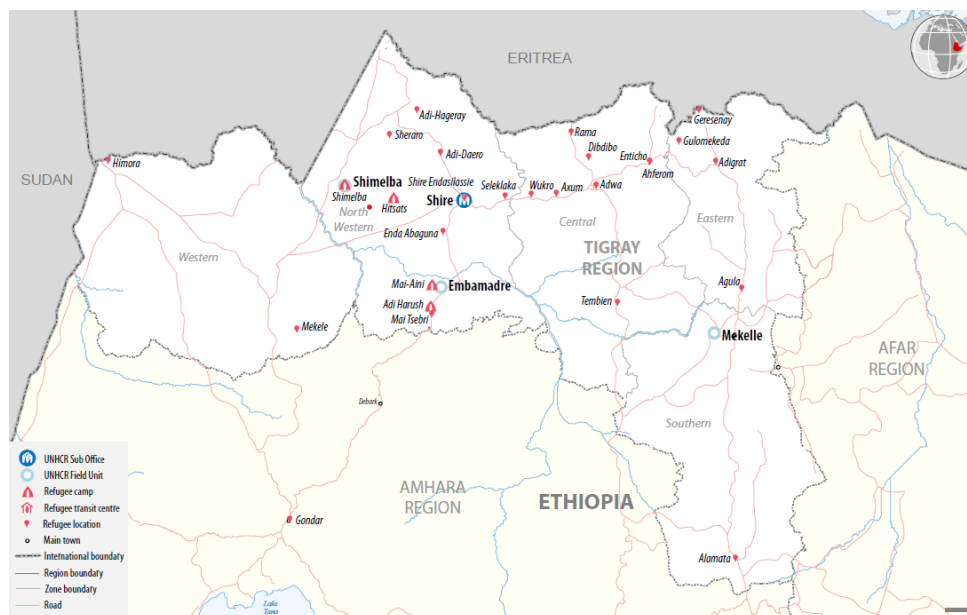 ERITREA
SUDAN
Himora
Adi-Hageray
Sheraro
Adi-Daero
Rama
Dibdibo
Enticho
Ahferom
Geresenay
Gulomekeda
Adigrat
Shimelba
Shimelba
North
Western
Hitsats
Shire Endasilassie
Shire
Seleklaka
Wukro
Axum
Adwa
Central
Eastern
Western
Enda Abaguna
TIGRAY
REGION
Mai-Aini
Embamadre
Adi Harush
Mai Tsebri
Tembien
Agula
Mekele
Mekelle
AFAR
REGION
Debark
Southern
AMHARA
REGION
ETHIOPIA
Gondar
Alamata
Lake
Tana
UNHCR Sub Office
UNHCR Field Unit
Refugee camp
Refugee transit centre
Refugee location
Main town
International boundary
Region boundary
Zone boundary
Road